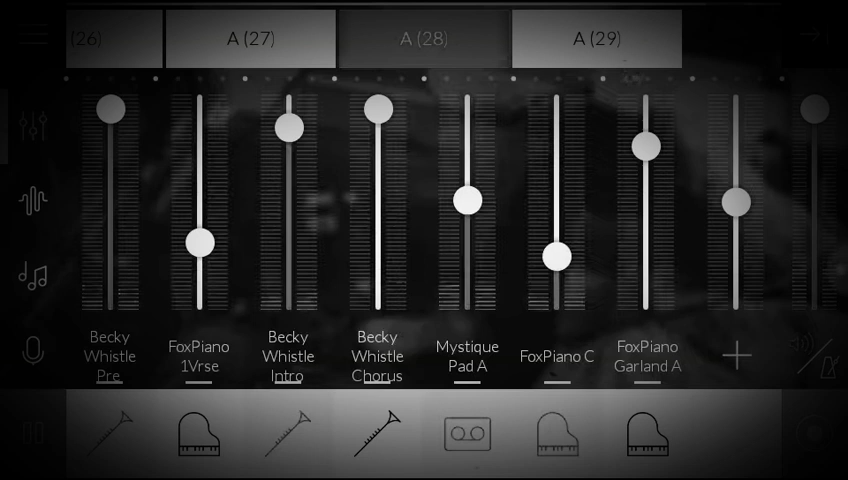 (26)
A (27)
A (28)
A (29)
Becky
Whistle
Pre
FoxPiano
1Vrse
Becky
Whistle
Intro
Becky
Whistle
Chorus
Mystique
Pad A
FoxPiano C
FoxPiano
Garland A